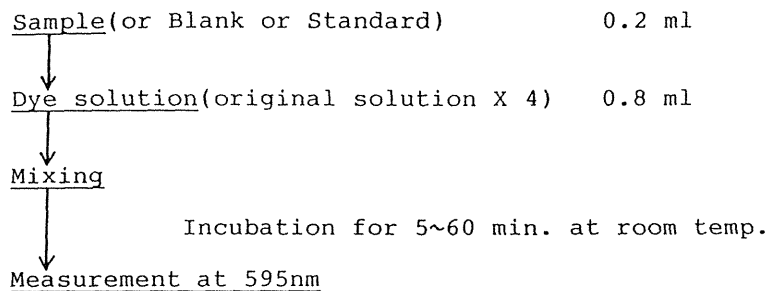 Sample(or Blank or Standard) 0.2 ml
Dye solution(original solution X 4) 0.8 ml
Mixing
Incubation for 5~60 min. at room temp.
Measurement at 595nm